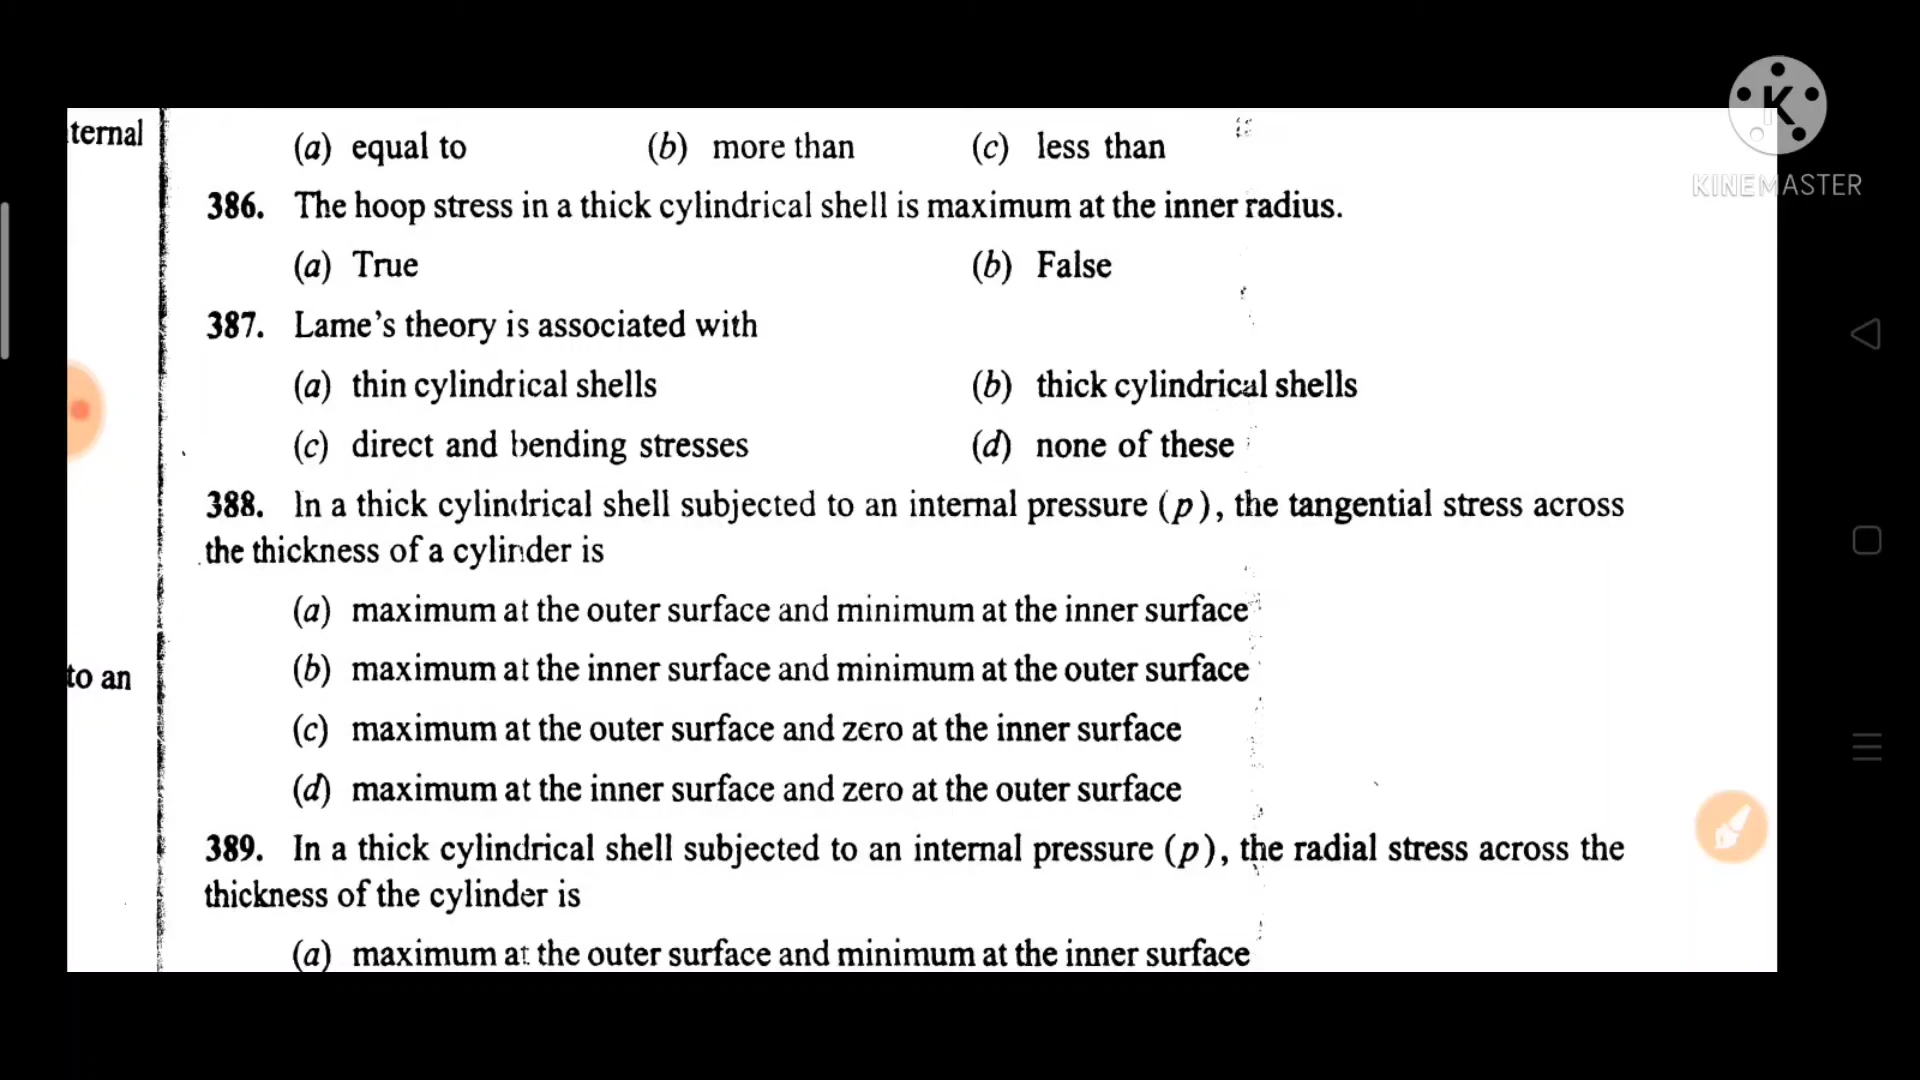 ternal
(a) equal to (b) more than (c) less than
386. The hoop stress in a thick cylindrical shell is maximum at the inner radius.
(a) True (b) False
387. Lame's theory is associated with
(a) thin cylindrical shells (b) thick cylindrical shells
(c) direct and bending stresses (d) none of these
388. In a thick cylindrical shell subjected to an internal pressure (p), the tangential stress across
the thickness of a cylinder is
(a) maximum at the outer surface and minimum at the inner surface
to an
(b) maximum at the inner surface and minimum at the outer surface
(c) maximum at the outer surface and zero at the inner surface
(d) maximum at the inner surface and zero at the outer surface
389. In a thick cylindrical shell subjected to an internal pressure (p), the radial stress across the
thickness of the cylinder is
(a) maximum at the outer surface and minimum at the inner surface
K
KINEMASTER